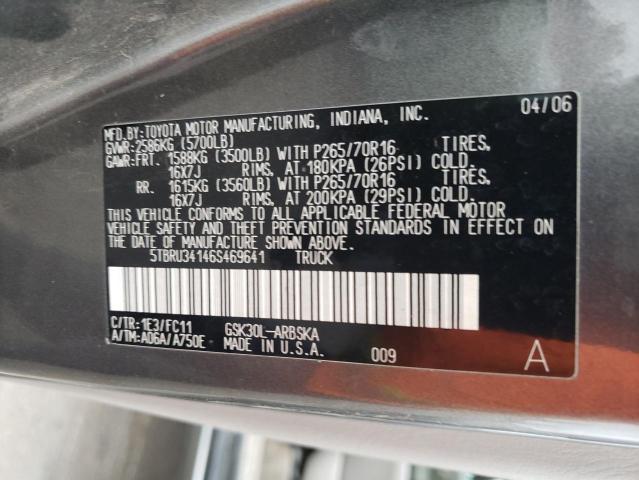 MFD.BY:TOYOTA MOTOR MANUFACTURING, INDIANA, INC. 04/06
GVWR:2586KG (5700LB)
GAWR:FRT. 1588KG (3500LB) WITH P265/70R16 TIRES,
16X7J RIMS, AT 180KPA (26PSI) COLD.
RR. 1615KG (3560LB) WITH P265/70R16 TIRES,
16X7J RIMS, AT 200KPA (29PSI) COLD.
THIS VEHICLE CONFORMS TO ALL APPLICABLE FEDERAL MOTOR
VEHICLE SAFETY AND THEFT PREVENTION STANDARDS IN EFFECT ON
THE DATE OF MANUFACTURE SHOWN ABOVE.
5TBRU34146S469641 TRUCK
C/TR: 1E3/FC11 GSK30L-ARBSKA
A/TM: A06A/A750E MADE IN U.S.A. 009 A